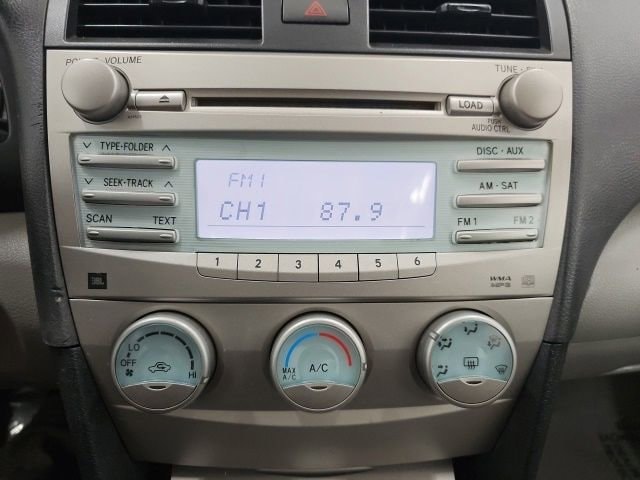 POWER VOLUME
TUNE
LOAD
PUSH
AUDIO CTRL
∨ TYPE·FOLDER ∧
∨ SEEK·TRACK ∧
SCAN TEXT
FM1
CH1 87.9
DISC·AUX
AM·SAT
FM1 FM2
1 2 3 4 5 6
JBL
WMA
MP3
LO
OFF
HI
MAX
A/C
A/C